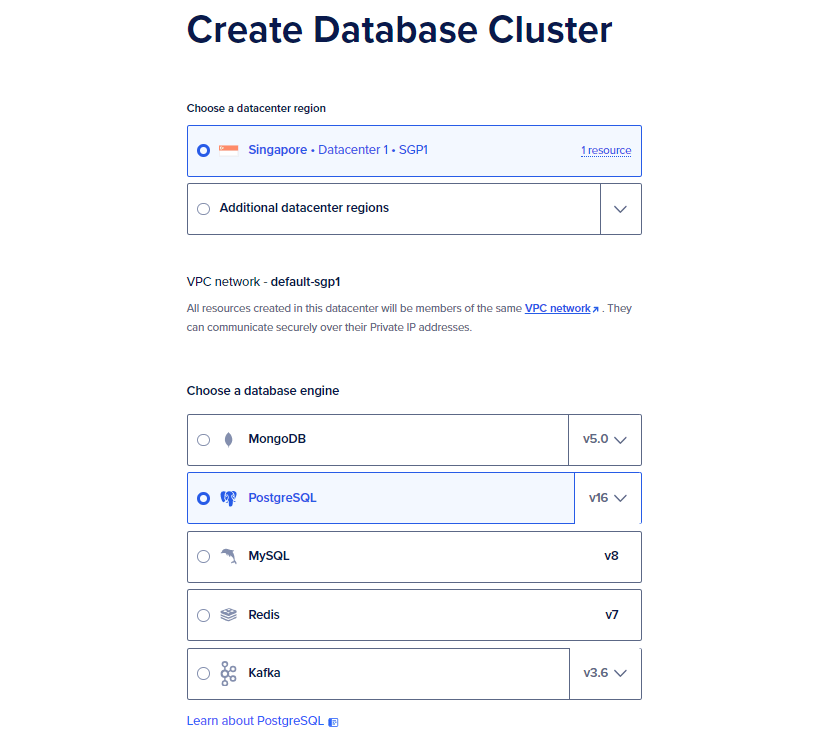 Create Database Cluster
Choose a datacenter region
Singapore • Datacenter 1 • SGP1 1 resource
Additional datacenter regions
VPC network - default-sgp1
All resources created in this datacenter will be members of the same VPC network . They
can communicate securely over their Private IP addresses.
Choose a database engine
MongoDB v5.0
PostgreSQL v16
MySQL v8
Redis v7
Kafka v3.6
Learn about PostgreSQL